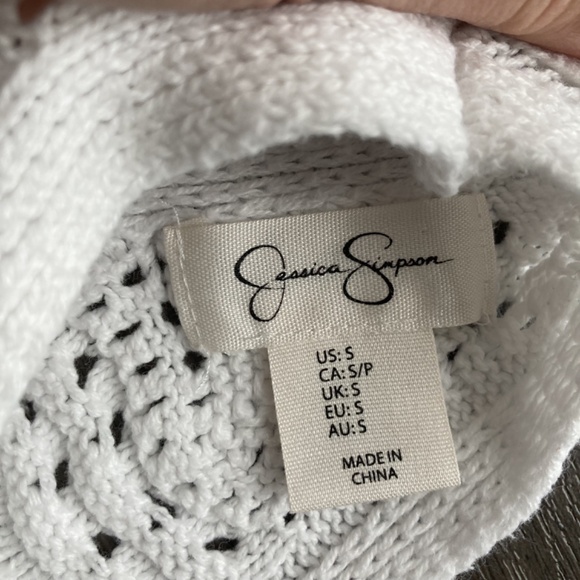 Jessica Simpson
US: S
CA: S/P
UK: S
EU: S
AU: S
MADE IN
CHINA